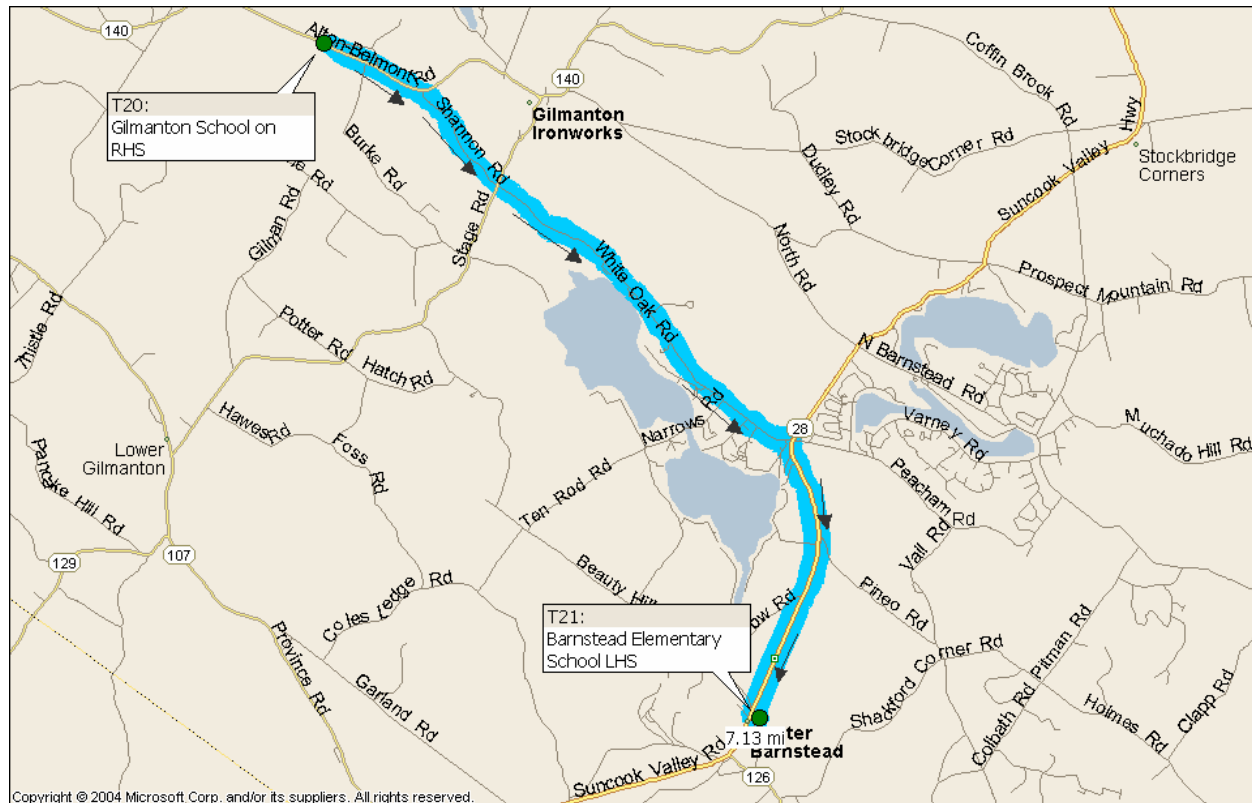 140
Alton-Belmont Rd
T20:
Gilmanton School on
RHS
140
Gilmanton
Ironworks
Shannon Rd
Burke Rd
Rd
Gilman Rd
Stage Rd
Coffin Brook Rd
Stockbridge Corner Rd
Suncook Valley Hwy
Stockbridge
Corners
Dudley Rd
North Rd
Prospect Mountain Rd
White Oak Rd
Thistle Rd
Potter Rd
Hatch Rd
N Barnstead Rd
Varney Rd
Muchado Hill Rd
28
Narrows Rd
Hawes Rd
Foss Rd
Lower
Gilmanton
Pancake Hill Rd
Ten Rod Rd
Peacham Rd
Vall Rd
129
107
Beauty Hill
Coles Ledge Rd
Pineo Rd
Rd
T21:
Barnstead Elementary
School LHS
Shackford Corner Rd
Pitman Rd
Province Rd
Garland Rd
Colbath Rd
Holmes Rd
Clapp Rd
7.13 mi
Barnstead
Suncook Valley Rd
126
Copyright © 2004 Microsoft Corp. and/or its suppliers. All rights reserved.